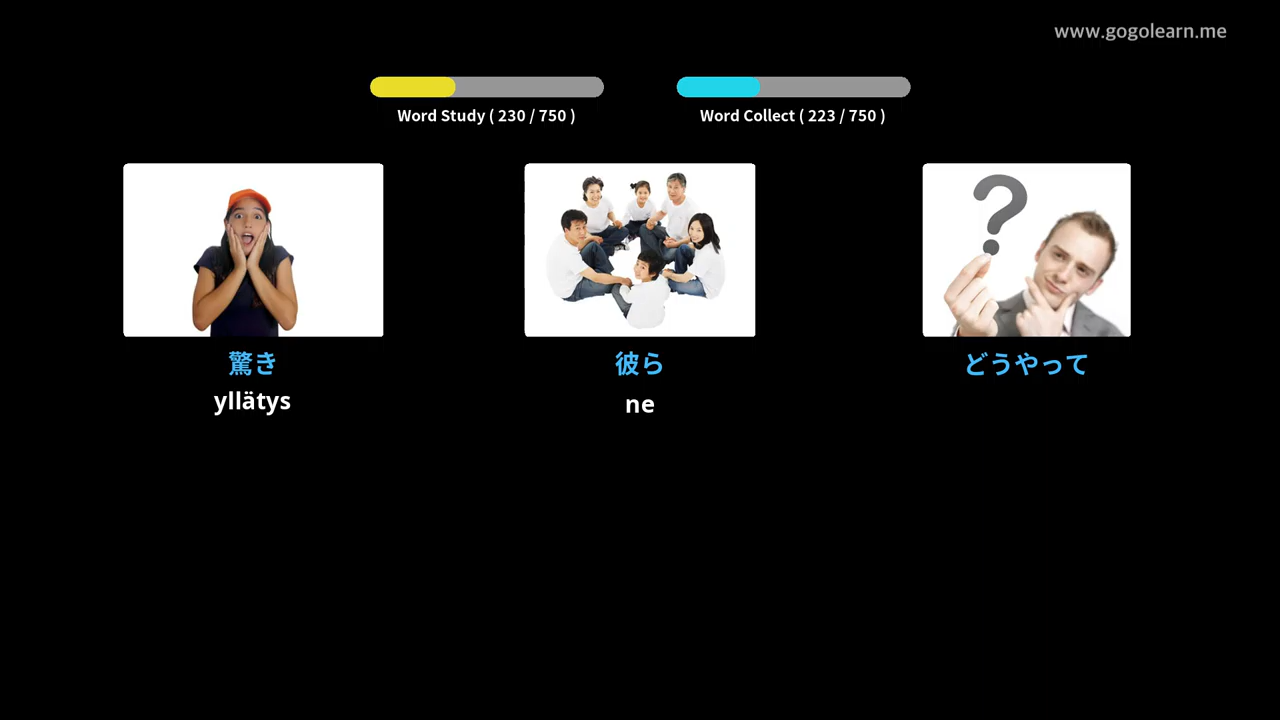 www.gogolearn.me
Word Study ( 230 / 750 )
Word Collect ( 223 / 750 )
驚き
彼ら
どうやって
yllätys
ne